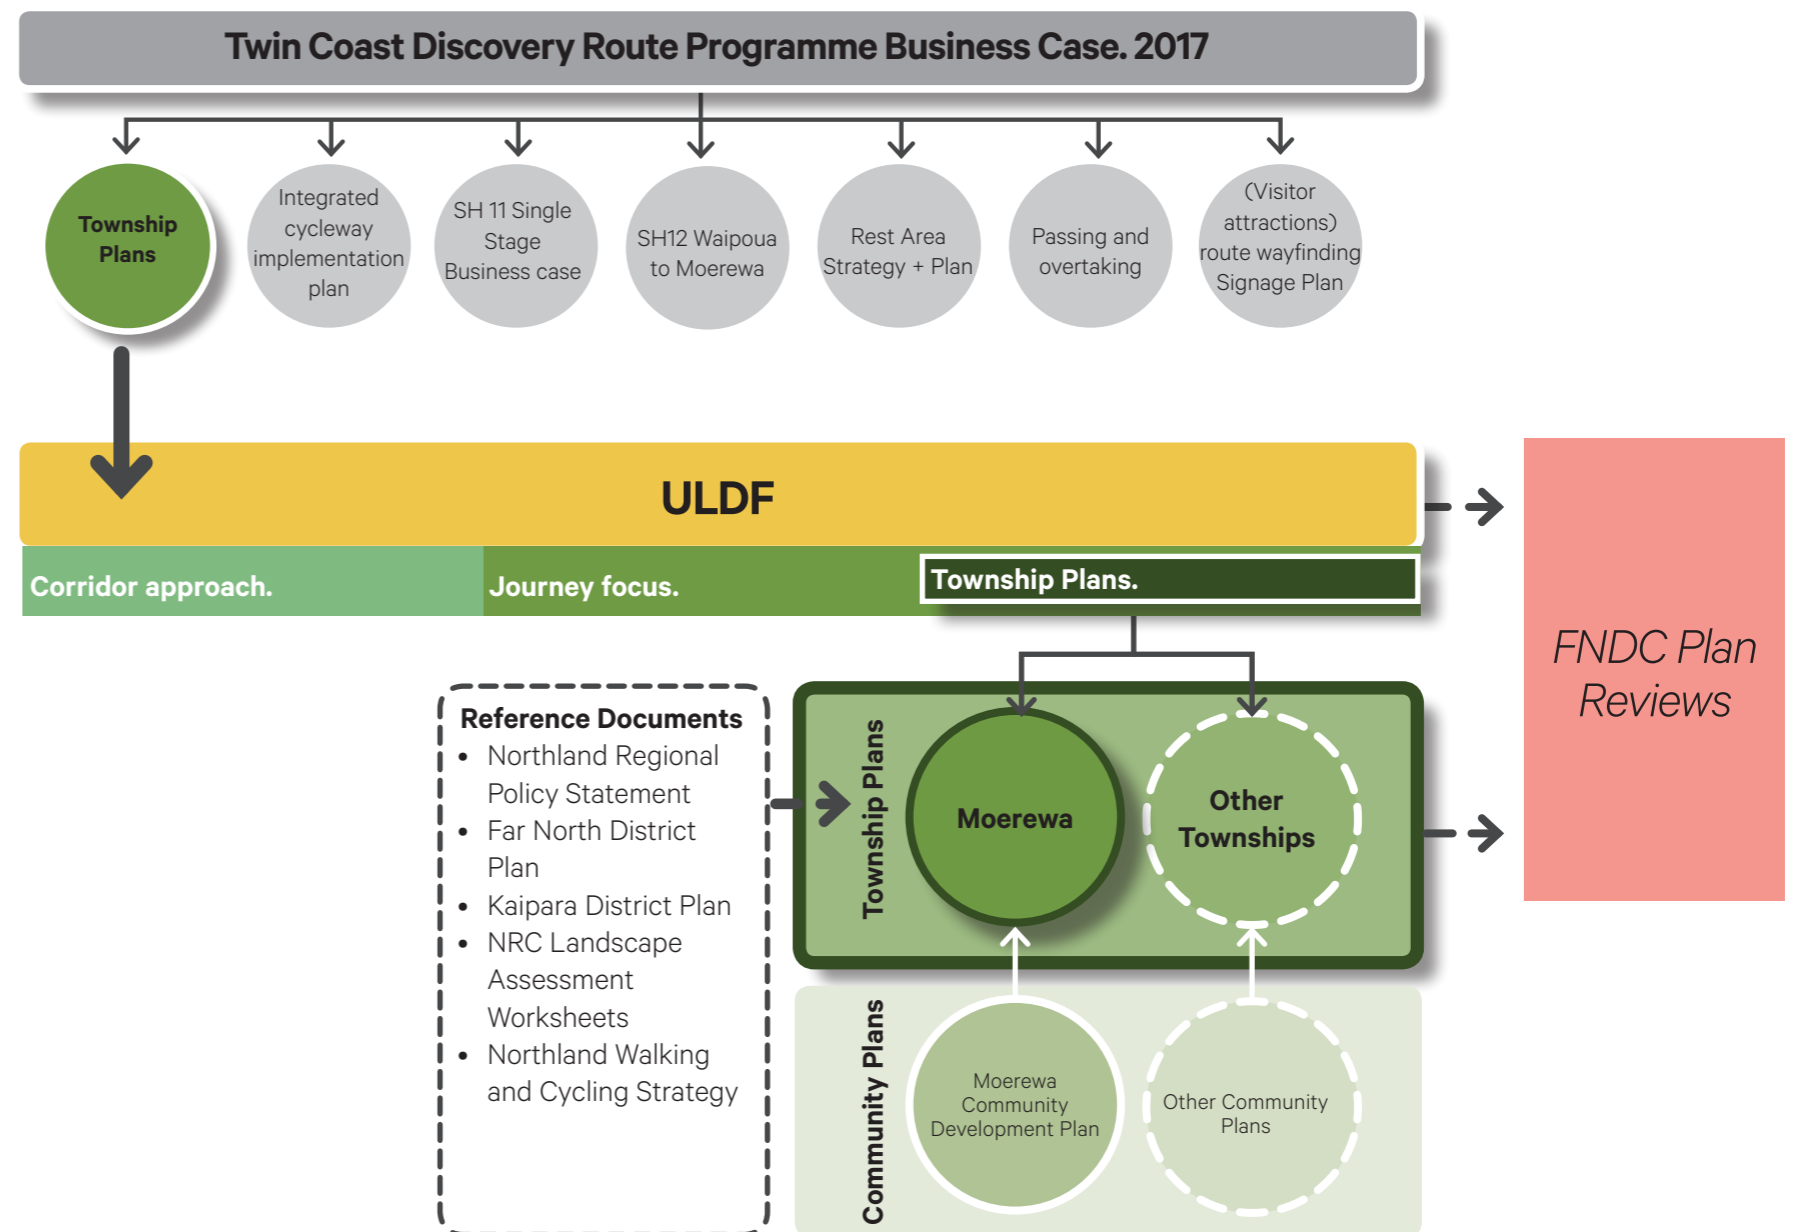 Twin Coast Discovery Route Programme Business Case. 2017
Township
Plans
Integrated
cycleway
implementation
plan
SH 11 Single
Stage
Business case
SH12 Waipoua
to Moerewa
Rest Area
Strategy + Plan
Passing and
overtaking
(Visitor
attractions)
route wayfinding
Signage Plan
ULDF
Corridor approach.
Journey focus.
Township Plans.
FNDC Plan
Reviews
Reference Documents
• Northland Regional
Policy Statement
• Far North District
Plan
• Kaipara District Plan
• NRC Landscape
Assessment
Worksheets
• Northland Walking
and Cycling Strategy
Township Plans
Moerewa
Other
Townships
Community Plans
Moerewa
Community
Development Plan
Other Community
Plans